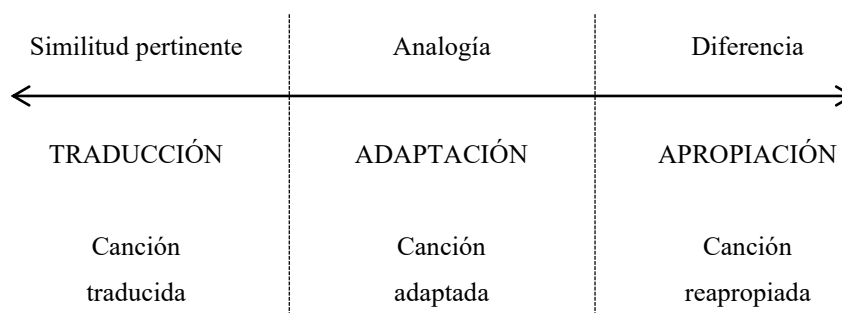 Similitud pertinente Analogía Diferencia
TRADUCCIÓN ADAPTACIÓN APROPIACIÓN
Canción Canción Canción
traducida adaptada reapropiada